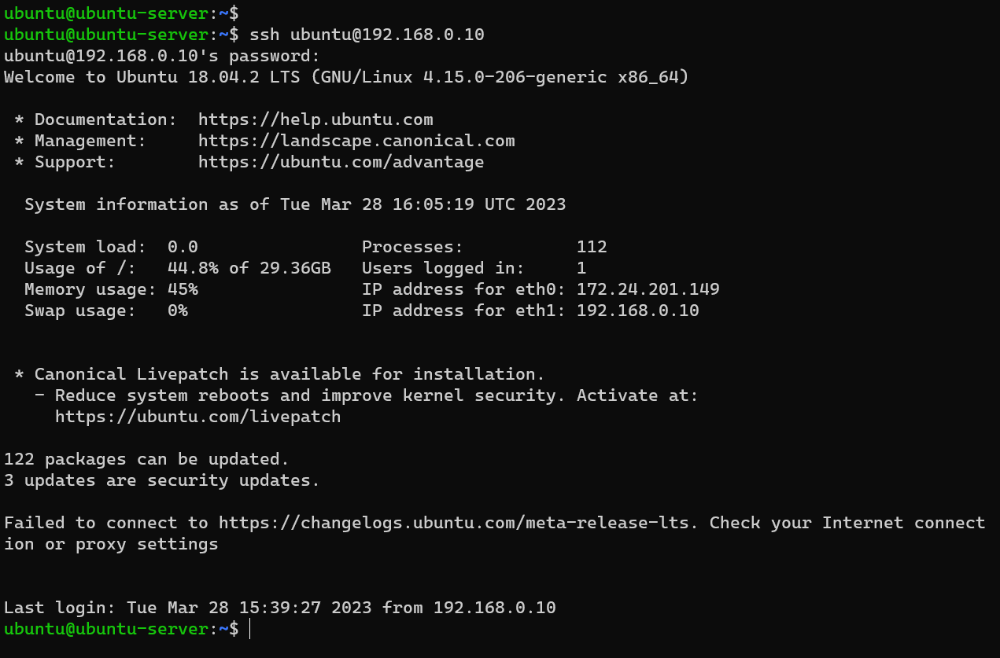 ubuntu@ubuntu-server:~$
ubuntu@ubuntu-server:~$ ssh ubuntu@192.168.0.10
ubuntu@192.168.0.10's password:
Welcome to Ubuntu 18.04.2 LTS (GNU/Linux 4.15.0-206-generic x86_64)

 * Documentation:  https://help.ubuntu.com
 * Management:     https://landscape.canonical.com
 * Support:        https://ubuntu.com/advantage

  System information as of Tue Mar 28 16:05:19 UTC 2023

  System load:  0.0                Processes:           112
  Usage of /:   44.8% of 29.36GB   Users logged in:     1
  Memory usage: 45%                IP address for eth0: 172.24.201.149
  Swap usage:   0%                 IP address for eth1: 192.168.0.10


 * Canonical Livepatch is available for installation.
   - Reduce system reboots and improve kernel security. Activate at:
     https://ubuntu.com/livepatch

122 packages can be updated.
3 updates are security updates.

Failed to connect to https://changelogs.ubuntu.com/meta-release-lts. Check your Internet connect
ion or proxy settings


Last login: Tue Mar 28 15:39:27 2023 from 192.168.0.10
ubuntu@ubuntu-server:~$